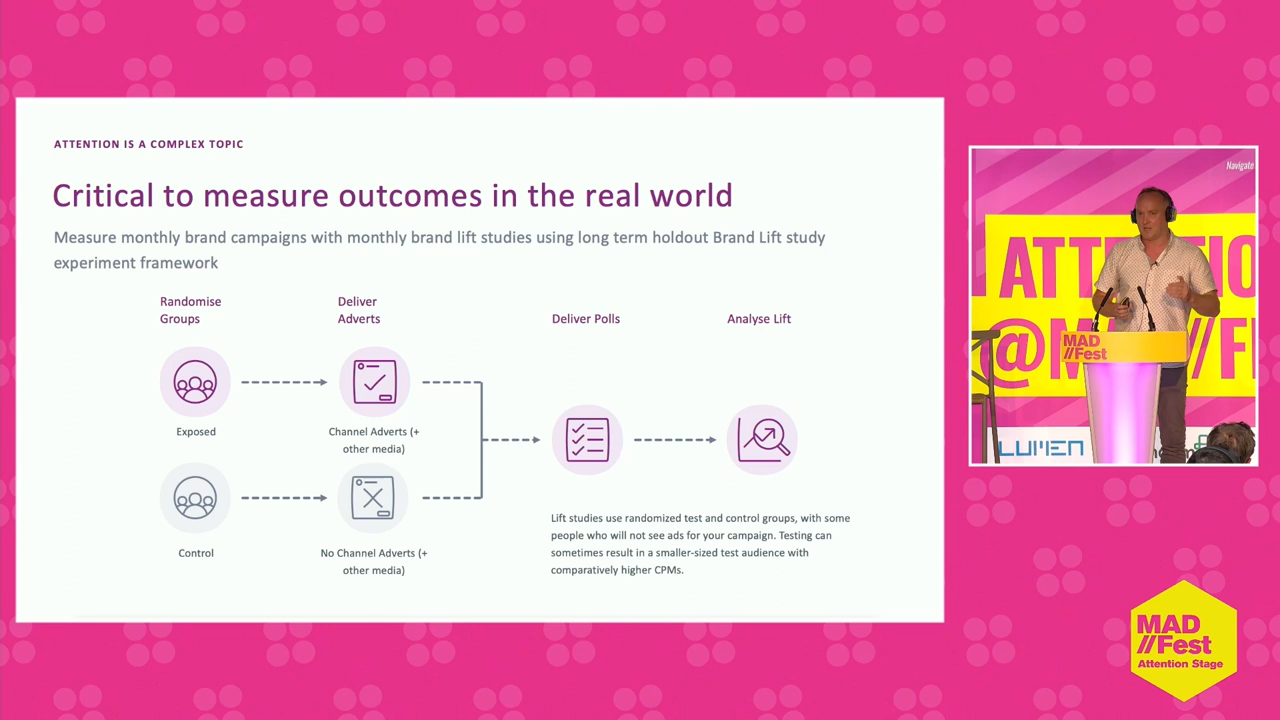 ATTENTION IS A COMPLEX TOPIC
Critical to measure outcomes in the real world
Measure monthly brand campaigns with monthly brand lift studies using long term holdout Brand Lift study
experiment framework
Randomise
Groups
Deliver
Adverts
Deliver Polls
Analyse Lift
Exposed
Channel Adverts (+
other media)
Control
No Channel Adverts (+
other media)
Lift studies use randomized test and control groups, with some
people who will not see ads for your campaign. Testing can
sometimes result in a smaller-sized test audience with
comparatively higher CPMs.
Navigate
MAD
//Fest
LUMEN
MAD
//Fest
Attention Stage